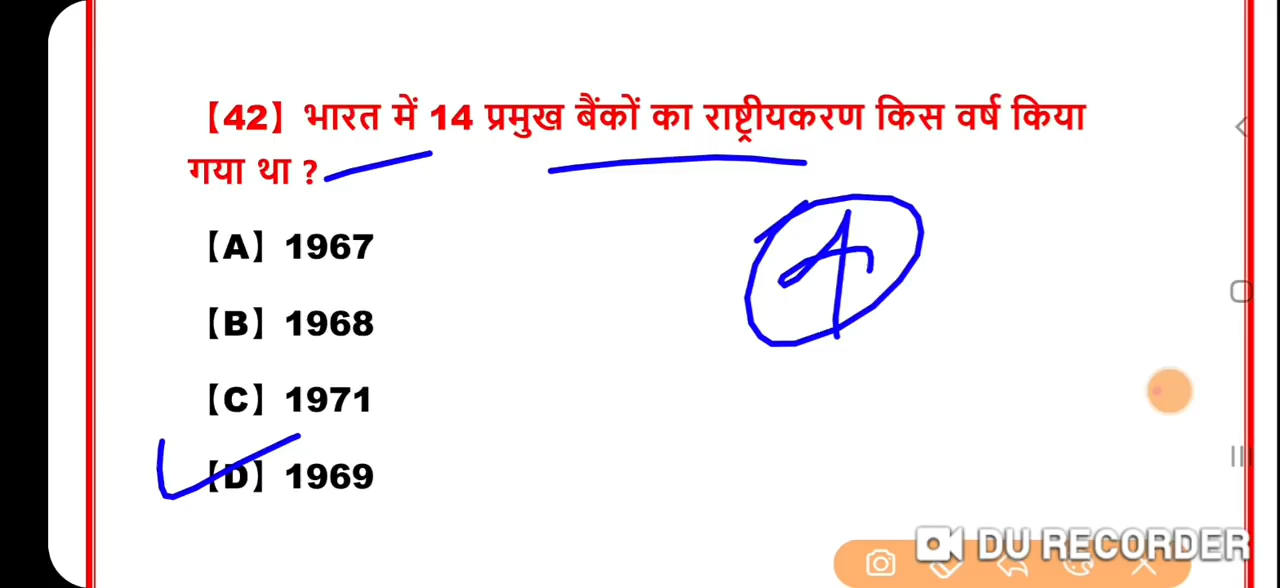 【42】 भारत में 14 प्रमुख बैंकों का राष्ट्रीयकरण किस वर्ष किया
गया था ?
【A】 1967
【B】 1968
【C】 1971
【D】 1969
DU RECORDER